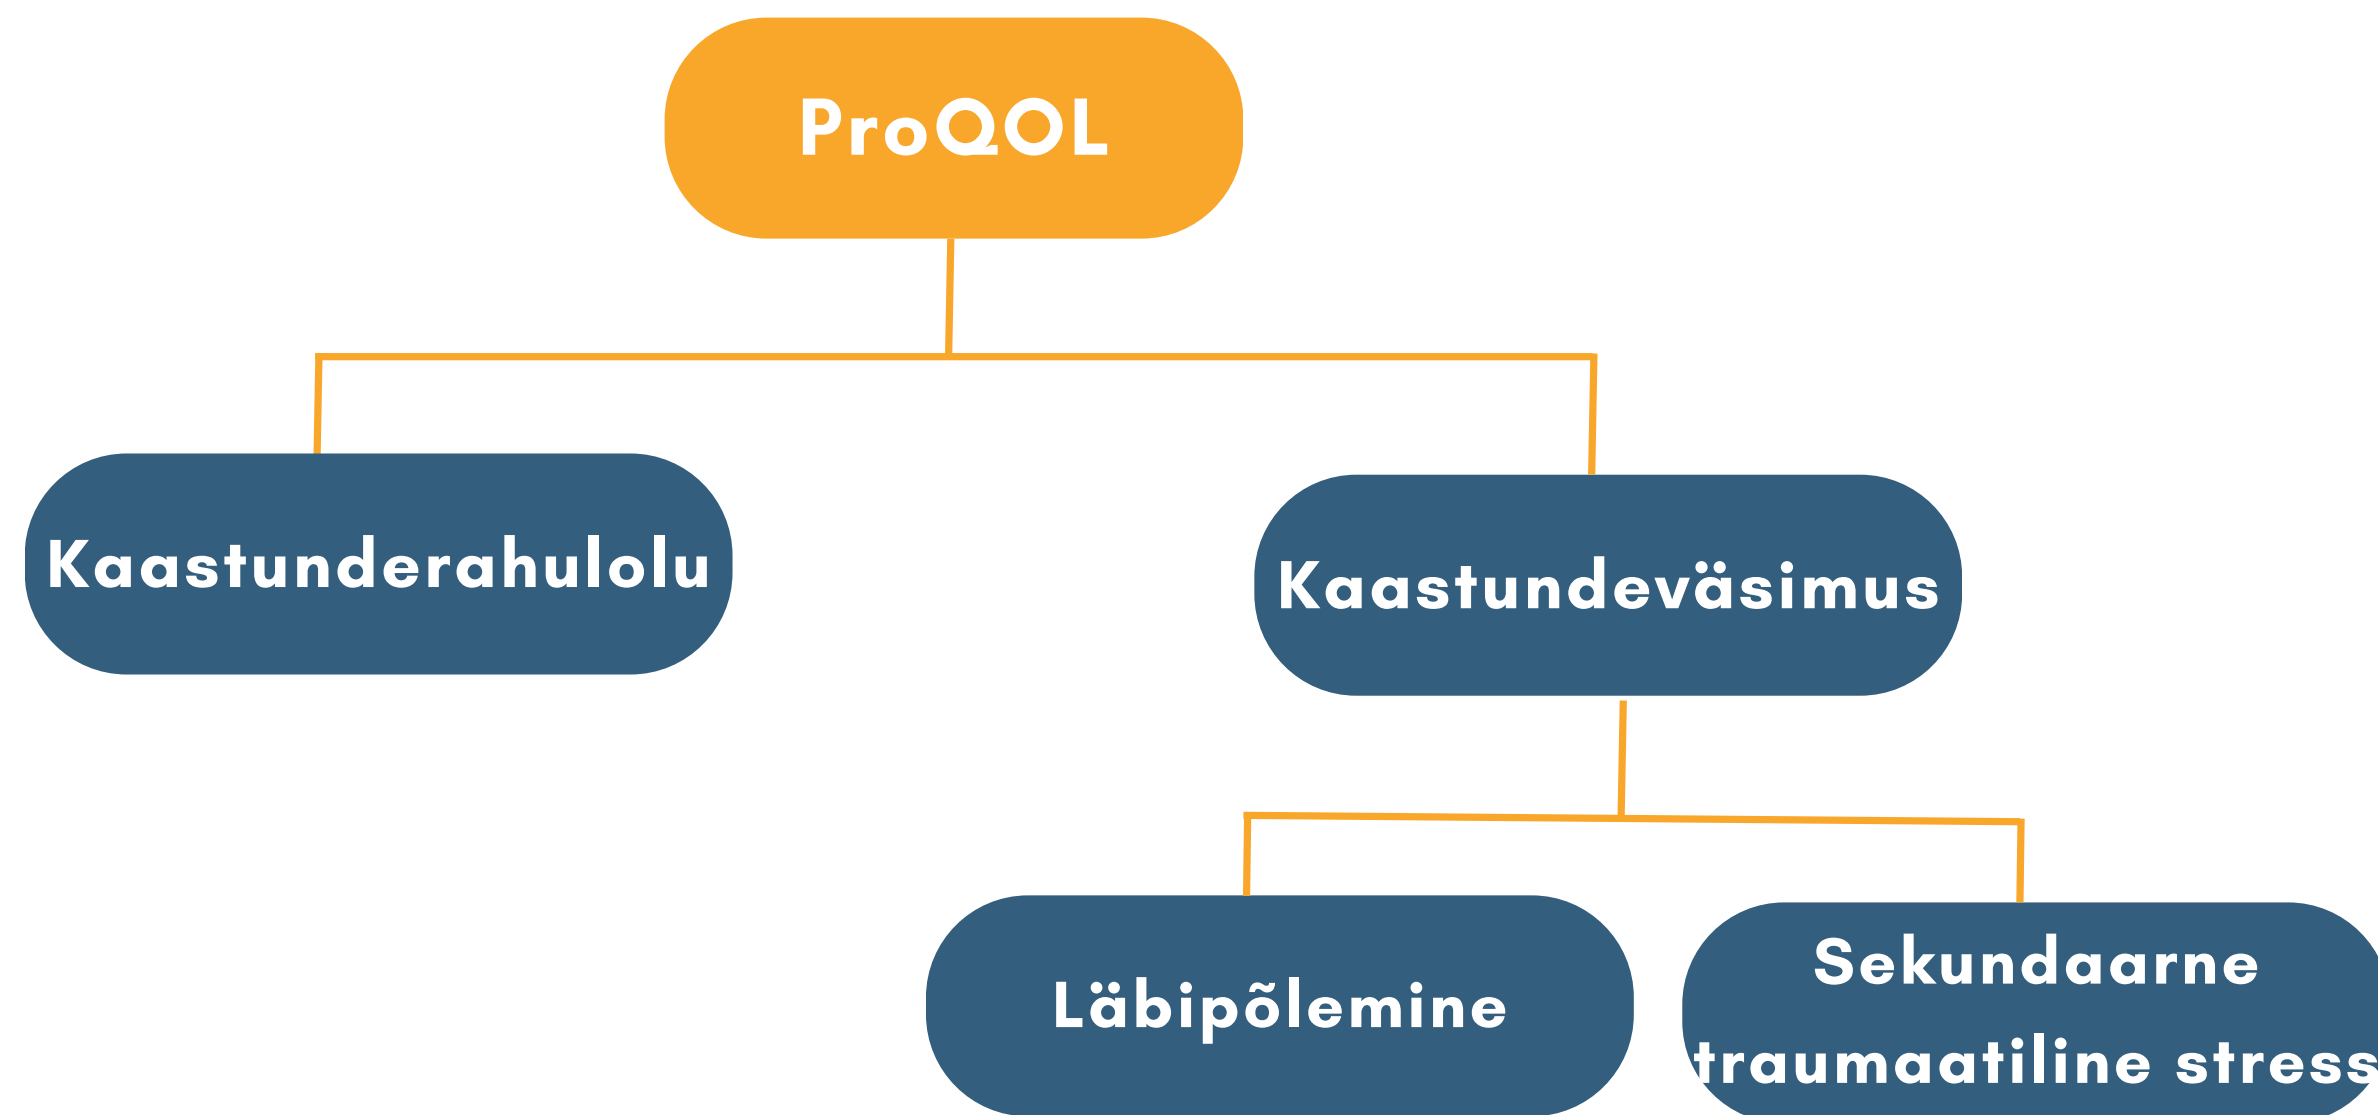 ProQOL
Kaastunderahulolu
Kaastundeväsimus
Läbipõlemine
Sekundaarne
traumaatiline stress